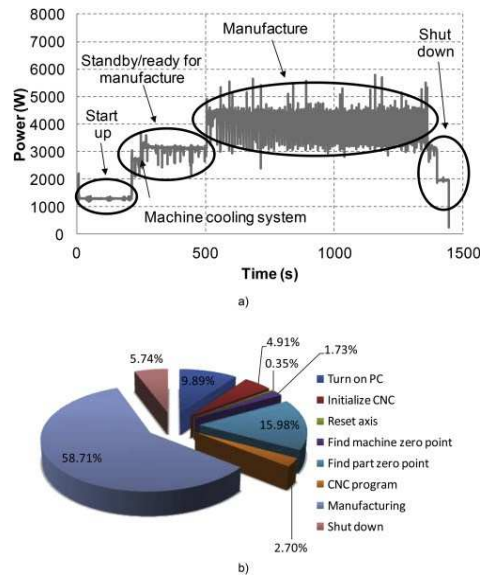 a)
8000
7000
6000
5000
4000
3000
2000
1000
0
Power (W)
Standby/ready for
manufacture
Start
up
Machine cooling system
Manufacture
Shut
down
0
500
1000
1500
Time (s)
a)
5.74%
9.89%
4.91%
0.35%
1.73%
15.98%
58.71%
2.70%
Turn on PC
Initialize CNC
Reset axis
Find machine zero point
Find part zero point
CNC program
Manufacturing
Shut down
b)